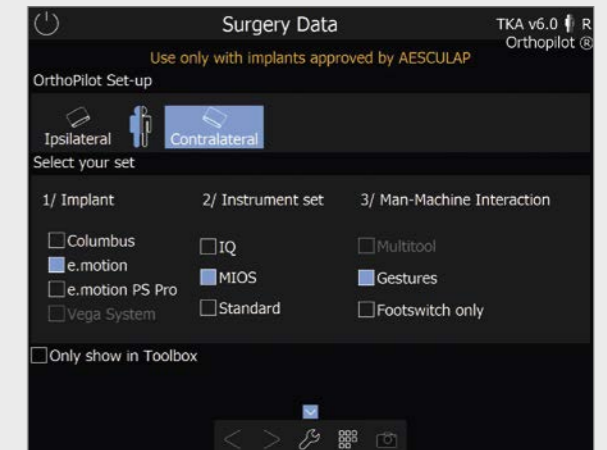 Surgery Data
TKA v6.0 R
Orthopilot ®
Use only with implants approved by AESCULAP
OrthoPilot Set-up
Ipsilateral
Contralateral
Select your set
1/ Implant
2/ Instrument set
3/ Man-Machine Interaction
Columbus
e.motion
e.motion PS Pro
Vega System
IQ
MIOS
Standard
Multitool
Gestures
Footswitch only
Only show in Toolbox